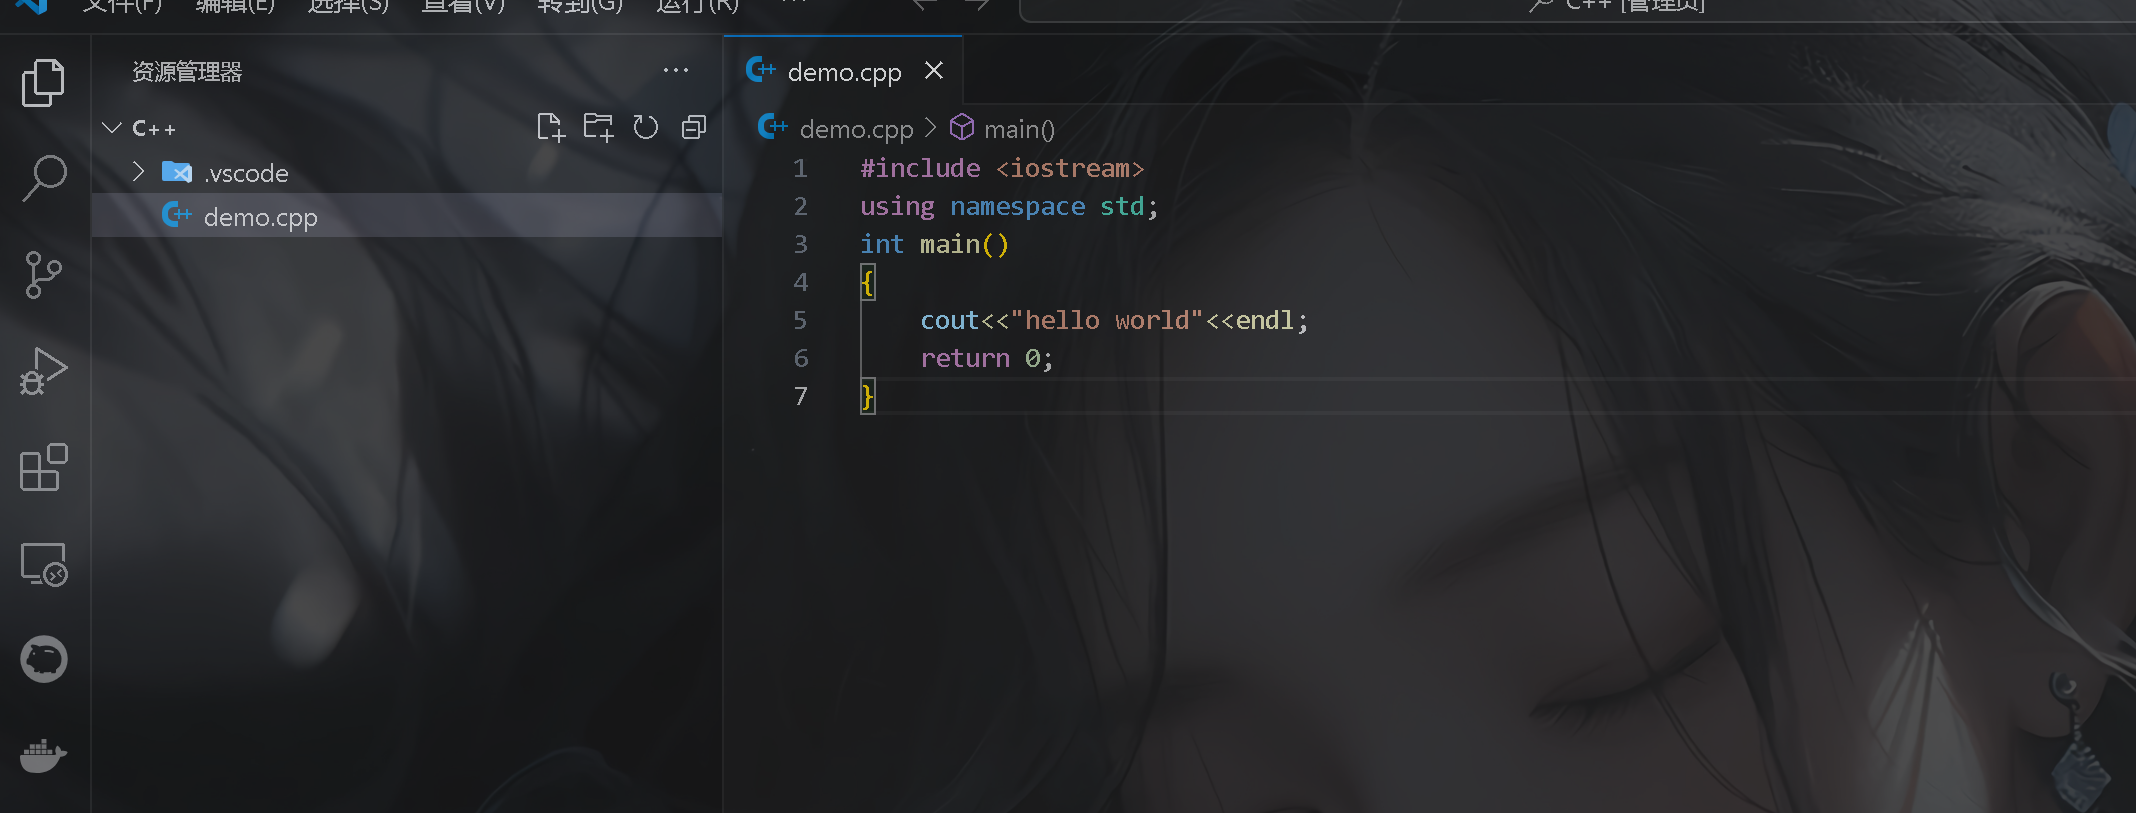 文件(F) 编辑(E) 选择(S) 查看(V) 转到(G) 运行(R) ··· C++ [管理员]
资源管理器 ···
C++
.vscode
demo.cpp
demo.cpp
demo.cpp > main()
1 #include <iostream>
2 using namespace std;
3 int main()
4 {
5 cout<<"hello world"<<endl;
6 return 0;
7 }